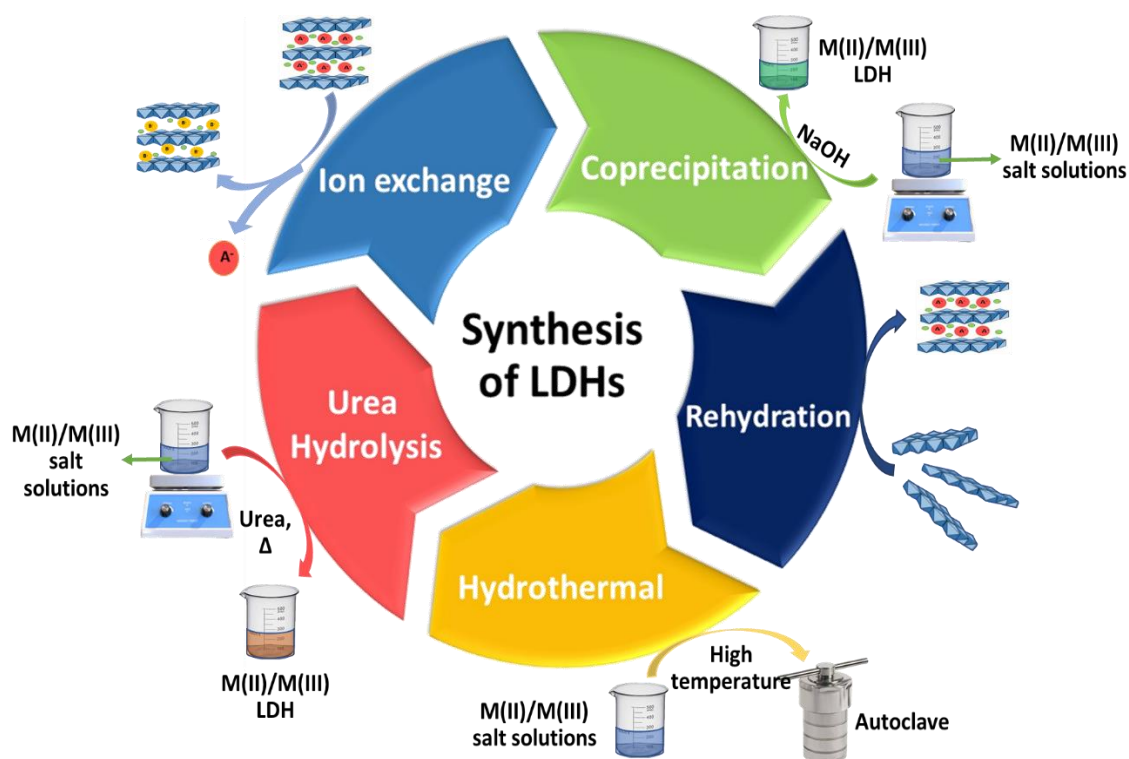 Synthesis
of LDHs
Coprecipitation
M(II)/M(III)
LDH
NaOH
M(II)/M(III)
salt solutions
Rehydration
A⁻
Hydrothermal
M(II)/M(III)
salt solutions
High
temperature
Autoclave
Urea
Hydrolysis
M(II)/M(III)
salt
solutions
Urea,
Δ
M(II)/M(III)
LDH
Ion exchange
A⁻